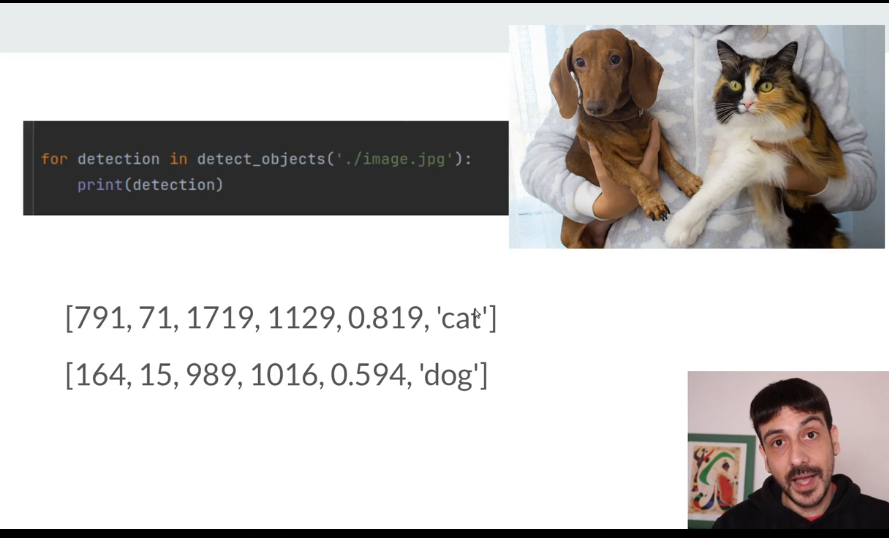 for detection in detect_objects('./image.jpg'):
    print(detection)
[791, 71, 1719, 1129, 0.819, 'cat']
[164, 15, 989, 1016, 0.594, 'dog']